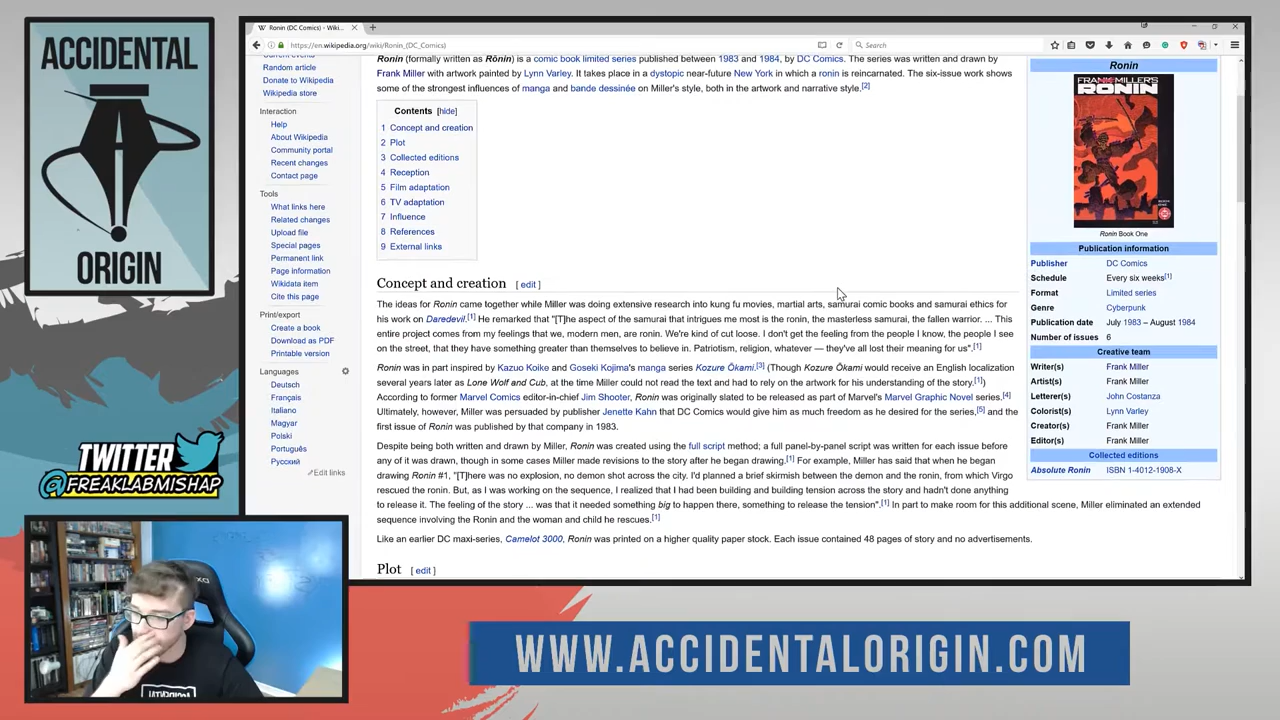 ACCIDENTAL
ORIGIN
TWITTER
@FREAKLABMISHAP
Ronin (DC Comics) - Wiki...
https://en.wikipedia.org/wiki/Ronin_(DC_Comics)
Search
Donate to Wikipedia
Random article
Wikipedia store
Interaction
Help
About Wikipedia
Community portal
Recent changes
Contact page
Tools
What links here
Related changes
Upload file
Special pages
Permanent link
Page information
Wikidata item
Cite this page
Print/export
Create a book
Download as PDF
Printable version
Languages
Deutsch
Français
Italiano
Magyar
Polski
Português
Русский
Edit links
Rōnin (formerly written as Rōnin) is a comic book limited series published between 1983 and 1984, by DC Comics. The series was written and drawn by
Frank Miller with artwork painted by Lynn Varley. It takes place in a dystopic near-future New York in which a ronin is reincarnated. The six-issue work shows
some of the strongest influences of manga and bande dessinée on Miller's style, both in the artwork and narrative style.[2]
Contents [hide]
1 Concept and creation
2 Plot
3 Collected editions
4 Reception
5 Film adaptation
6 TV adaptation
7 Influence
8 References
9 External links
Concept and creation [ edit ]
The ideas for Ronin came together while Miller was doing extensive research into kung fu movies, martial arts, samurai comic books and samurai ethics for
his work on Daredevil.[1] He remarked that "[T]he aspect of the samurai that intrigues me most is the ronin, the masterless samurai, the fallen warrior. ... This
entire project comes from my feelings that we, modern men, are ronin. We're kind of cut loose. I don't get the feeling from the people I know, the people I see
on the street, that they have something greater than themselves to believe in. Patriotism, religion, whatever — they've all lost their meaning for us".[1]
Ronin was in part inspired by Kazuo Koike and Goseki Kojima's manga series Kozure Ōkami.[3] (Though Kozure Ōkami would receive an English localization
several years later as Lone Wolf and Cub, at the time Miller could not read the text and had to rely on the artwork for his understanding of the story.[1])
According to former Marvel Comics editor-in-chief Jim Shooter, Ronin was originally slated to be released as part of Marvel's Marvel Graphic Novel series.[4]
Ultimately, however, Miller was persuaded by publisher Jenette Kahn that DC Comics would give him as much freedom as he desired for the series,[5] and the
first issue of Ronin was published by that company in 1983.
Despite being both written and drawn by Miller, Ronin was created using the full script method; a full panel-by-panel script was written for each issue before
any of it was drawn, though in some cases Miller made revisions to the story after he began drawing.[1] For example, Miller has said that when he began
drawing Ronin #1, "[T]here was no explosion, no demon shot across the city. I'd planned a brief skirmish between the demon and the ronin, from which Virgo
rescued the ronin. But, as I was working on the sequence, I realized that I had been building and building tension across the story and hadn't done anything
to release it. The feeling of the story ... was that it needed something big to happen there, something to release the tension".[1] In part to make room for this additional scene, Miller eliminated an extended
sequence involving the Ronin and the woman and child he rescues.[1]
Like an earlier DC maxi-series, Camelot 3000, Ronin was printed on a higher quality paper stock. Each issue contained 48 pages of story and no advertisements.
Plot [ edit ]
Ronin
FRANK MILLER'S
RONIN
Ronin Book One
Publication information
Publisher DC Comics
Schedule Every six weeks[1]
Format Limited series
Genre Cyberpunk
Publication date July 1983 – August 1984
Number of issues 6
Creative team
Writer(s) Frank Miller
Artist(s) Frank Miller
Letterer(s) John Costanza
Colorist(s) Lynn Varley
Creator(s) Frank Miller
Editor(s) Frank Miller
Collected editions
Absolute Ronin ISBN 1-4012-1908-X
WWW.ACCIDENTALORIGIN.COM